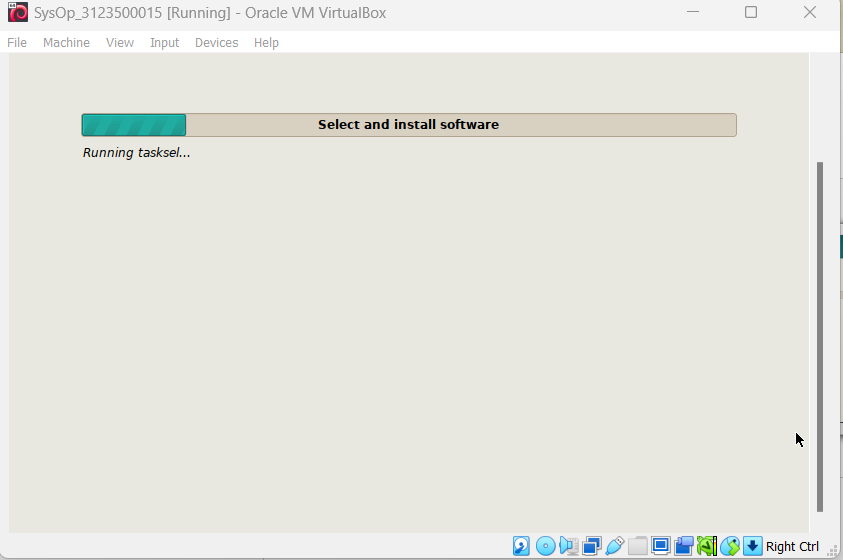 SysOp_3123500015 [Running] - Oracle VM VirtualBox
File Machine View Input Devices Help
Select and install software
Running tasksel...
Right Ctrl